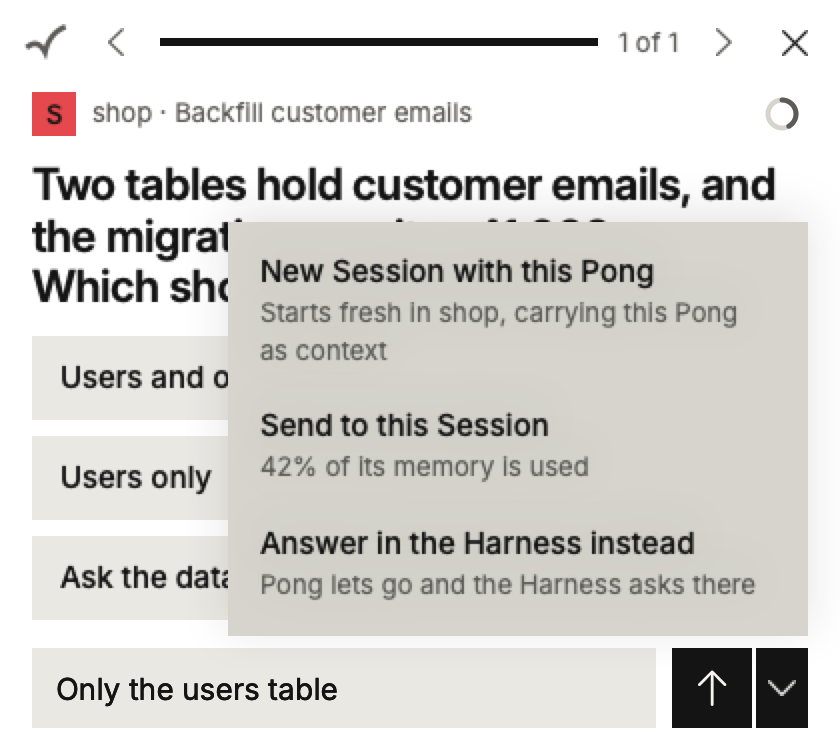 1 of 1
S
shop · Backfill customer emails
Two tables hold customer emails, and
the
Which
New Session with this Pong
Starts fresh in shop, carrying this Pong
as context
Users and
Send to this Session
42% of its memory is used
Users only
Answer in the Harness instead
Pong lets go and the Harness asks there
Ask the
Only the users table